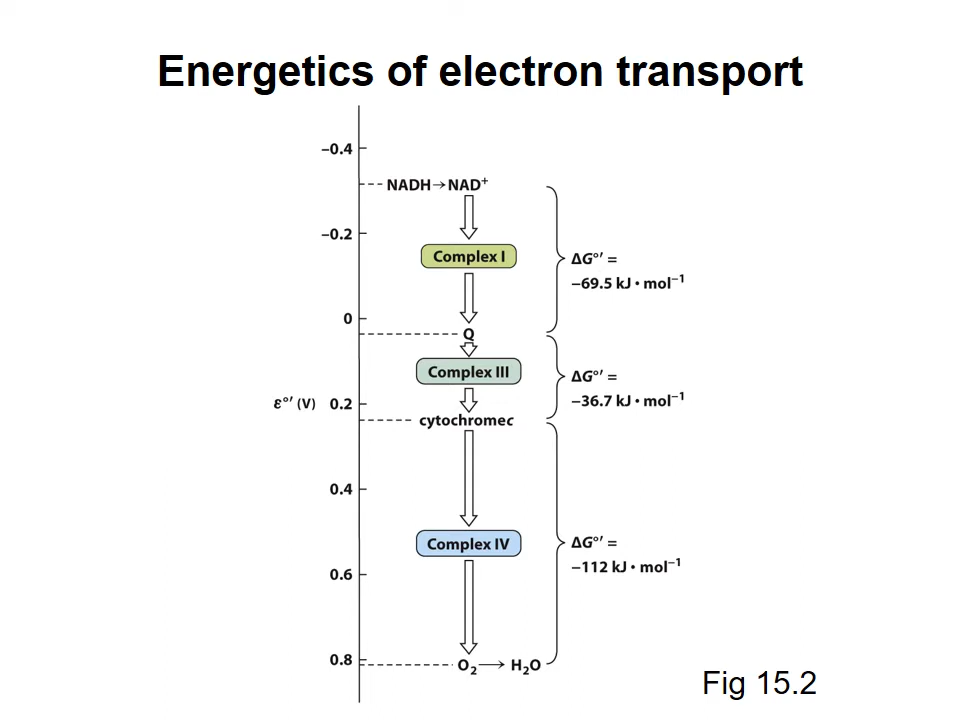 Energetics of electron transport
–0.4
NADH→NAD⁺
–0.2
Complex I
ΔG°′ =
–69.5 kJ • mol⁻¹
0
Q
Complex III
ΔG°′ =
–36.7 kJ • mol⁻¹
ε°′ (V) 0.2
cytochromec
0.4
Complex IV
ΔG°′ =
–112 kJ • mol⁻¹
0.6
0.8
O₂ → H₂O
Fig 15.2